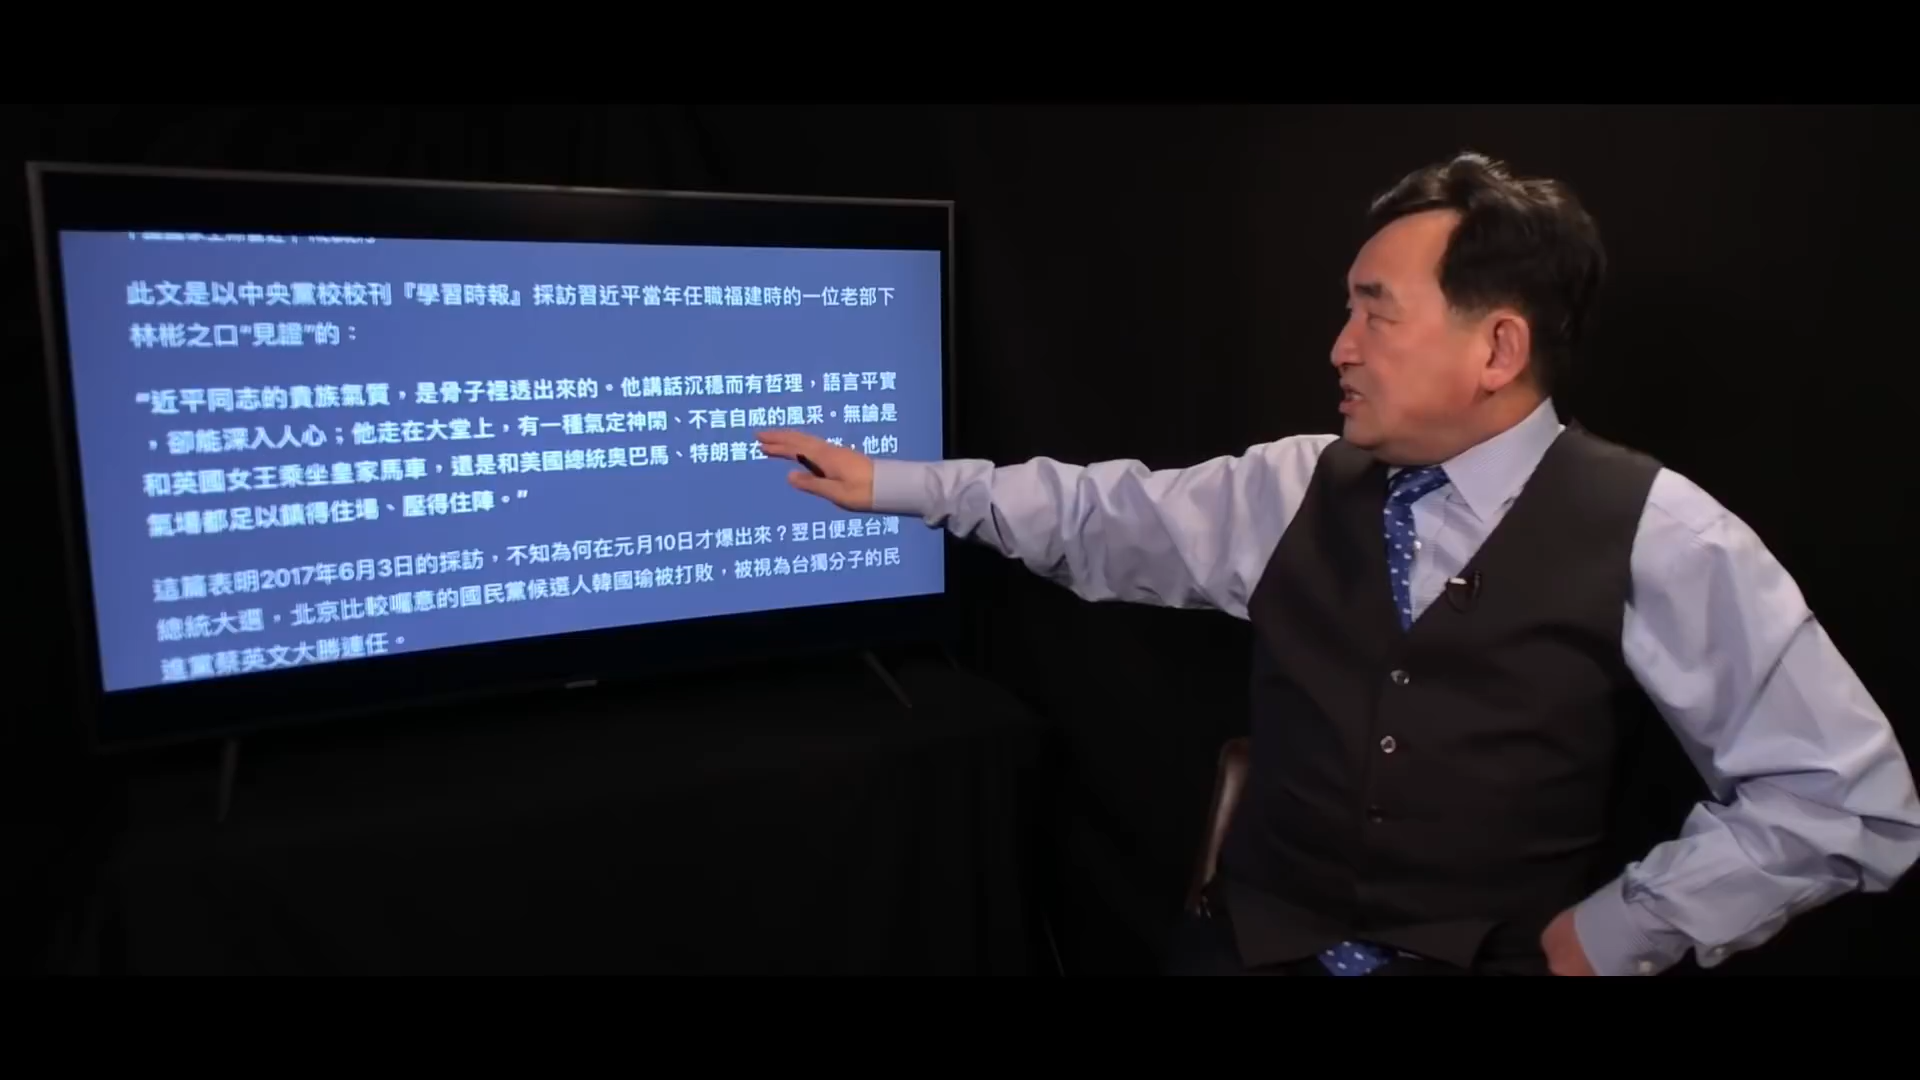 此文是以中央黨校校刊『學習時報』採訪習近平當年任職福建時的一位老部下
林彬之口“見證”的：
“近平同志的貴族氣質，是骨子裡透出來的。他講話沉穩而有哲理，語言平實
，卻能深入人心；他走在大堂上，有一種氣定神閑、不言自威的風采。無論是
和英國女王乘坐皇家馬車，還是和美國總統奧巴馬、特朗普在，他的
氣場都足以鎮得住場、壓得住陣。”
這篇表明2017年6月3日的採訪，不知為何在元月10日才爆出來？翌日便是台灣
總統大選，北京比較囑意的國民黨候選人韓國瑜被打敗，被視為台獨分子的民
進黨蔡英文大勝連任。